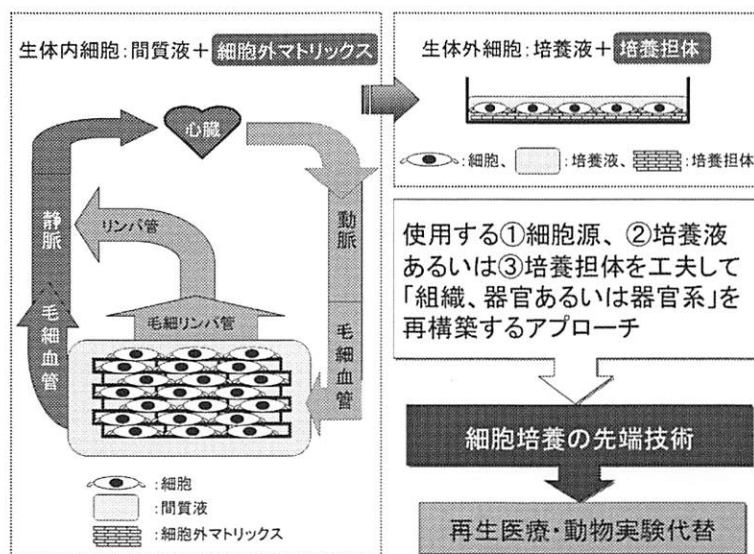 生体内細胞:間質液+細胞外マトリックス
心臓
静脈
リンパ管
動脈
毛細リンパ管
毛細血管
毛細血管
:細胞
:間質液
:細胞外マトリックス
生体外細胞:培養液+培養担体
:細胞、 :培養液、 :培養担体
使用する①細胞源、②培養液
あるいは③培養担体を工夫して
「組織、器官あるいは器官系」を
再構築するアプローチ
細胞培養の先端技術
再生医療・動物実験代替